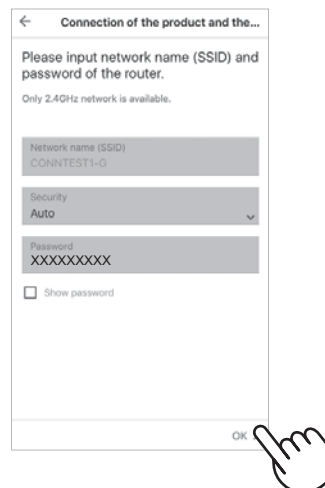 Connection of the product and the...
Please input network name (SSID) and
password of the router.
Only 2.4GHz network is available.
Network name (SSID)
CONNTEST1-G
Security
Auto
Password
XXXXXXXXX
Show password
OK